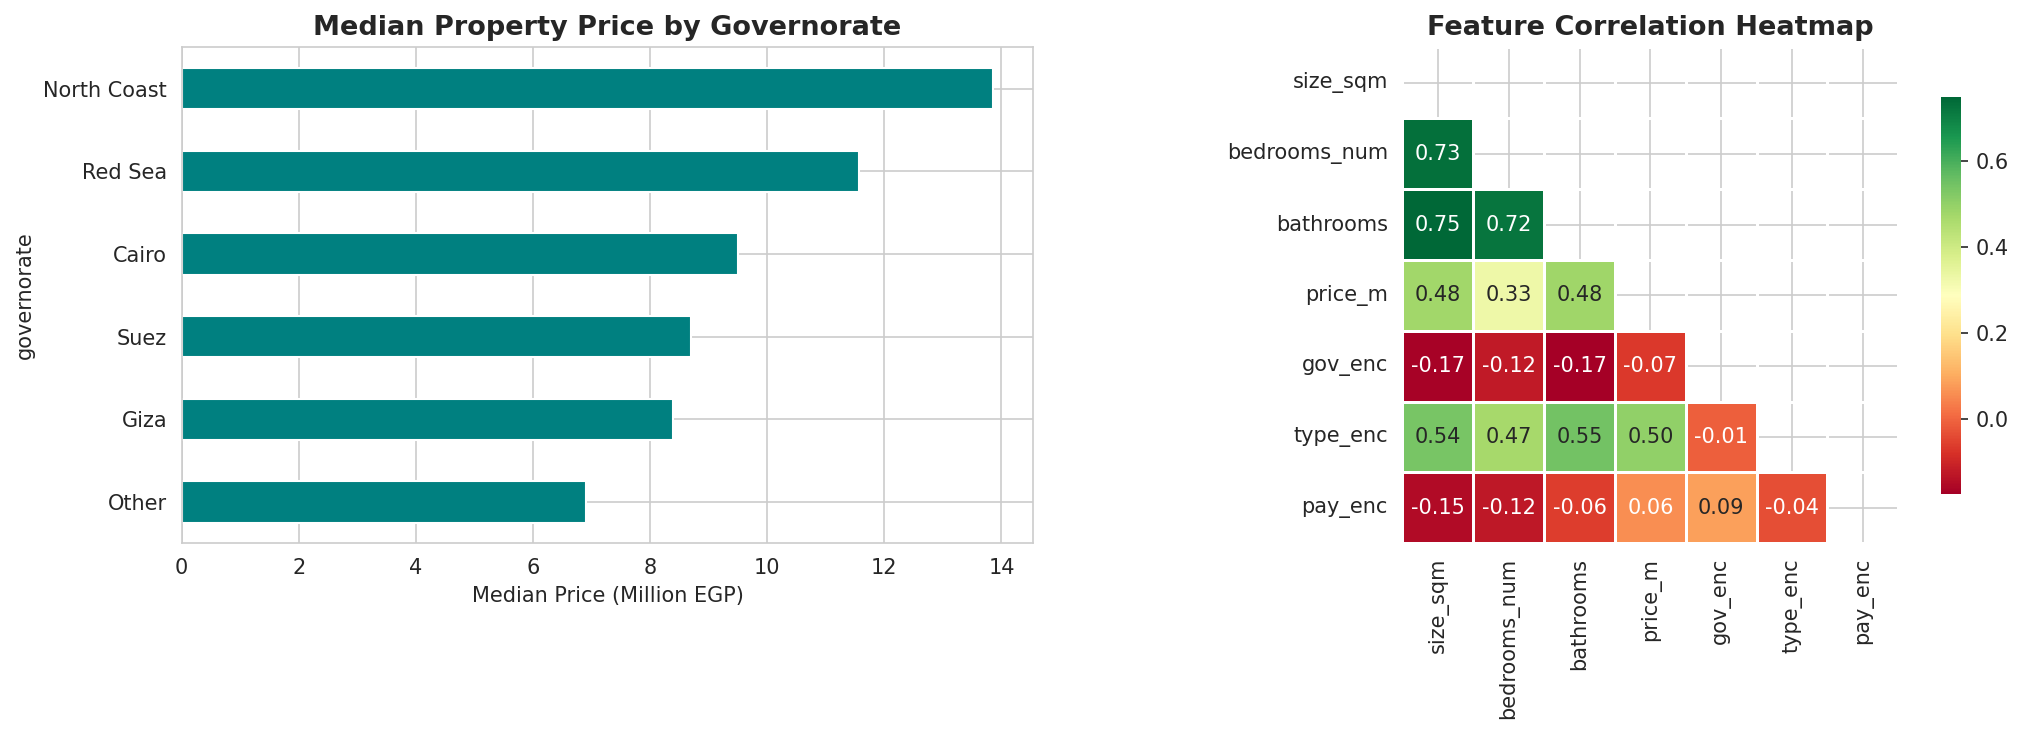 Median Property Price by Governorate
North Coast
Red Sea
Cairo
Suez
Giza
Other
governorate
0 2 4 6 8 10 12 14
Median Price (Million EGP)
Feature Correlation Heatmap
size_sqm
bedrooms_num 0.73
bathrooms 0.75 0.72
price_m 0.48 0.33 0.48
gov_enc -0.17 -0.12 -0.17 -0.07
type_enc 0.54 0.47 0.55 0.50 -0.01
pay_enc -0.15 -0.12 -0.06 0.06 0.09 -0.04
size_sqm bedrooms_num bathrooms price_m gov_enc type_enc pay_enc
0.6
0.4
0.2
0.0